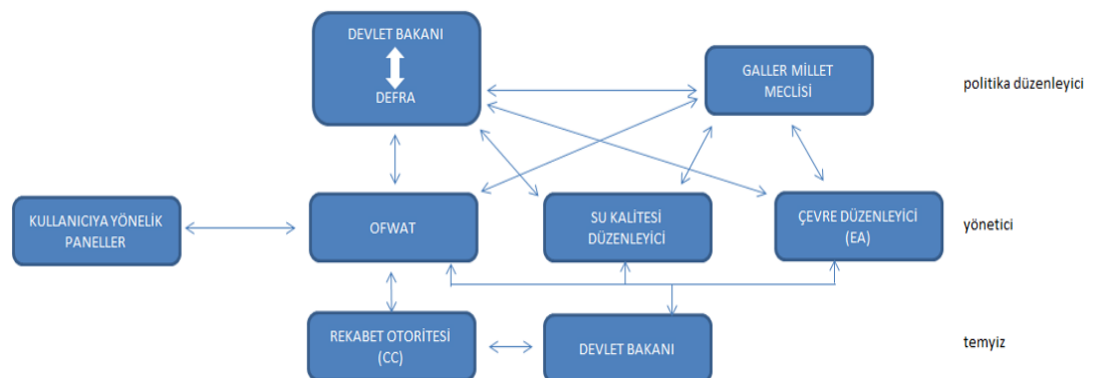 DEVLET BAKANI
DEFRA
GALLER MİLLET
MECLİSİ
politika düzenleyici
KULLANICIYA YÖNELİK
PANELLER
OFWAT
SU KALİTESİ
DÜZENLEYİCİ
ÇEVRE DÜZENLEYİCİ
(EA)
yönetici
REKABET OTORİTESİ
(CC)
DEVLET BAKANI
temyiz